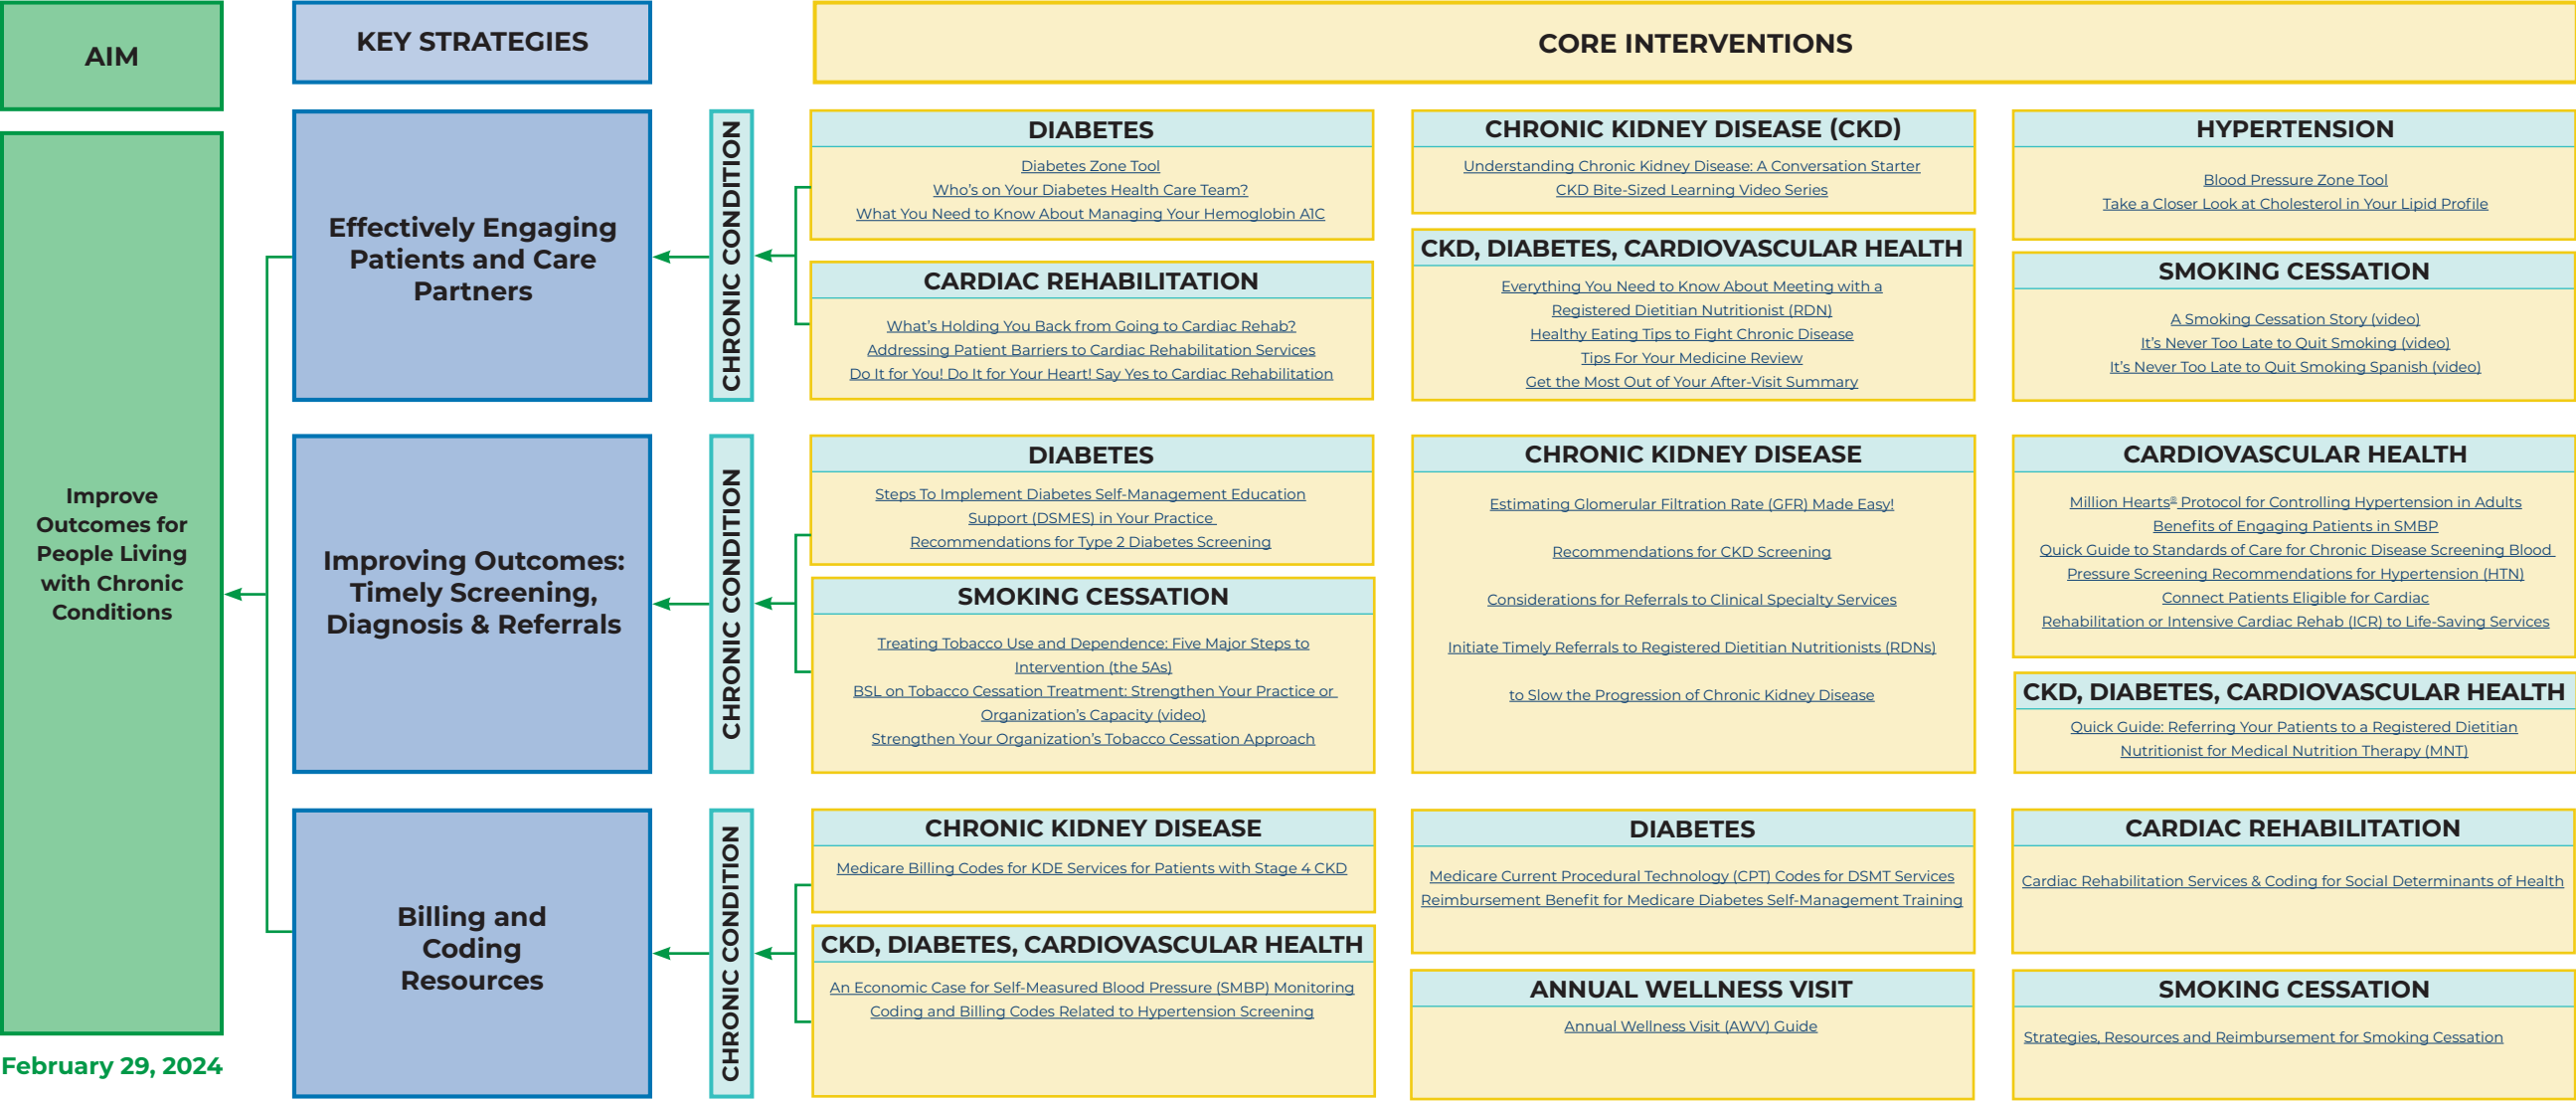 AIM
KEY STRATEGIES
CORE INTERVENTIONS
Improve
Outcomes for
People Living
with Chronic
Conditions
February 29, 2024
Effectively Engaging
Patients and Care
Partners
CHRONIC CONDITION
DIABETES
Diabetes Zone Tool
Who's on Your Diabetes Health Care Team?
What You Need to Know About Managing Your Hemoglobin A1C
CARDIAC REHABILITATION
What's Holding You Back from Going to Cardiac Rehab?
Addressing Patient Barriers to Cardiac Rehabilitation Services
Do It for You! Do It for Your Heart! Say Yes to Cardiac Rehabilitation
CHRONIC KIDNEY DISEASE (CKD)
Understanding Chronic Kidney Disease: A Conversation Starter
CKD Bite-Sized Learning Video Series
CKD, DIABETES, CARDIOVASCULAR HEALTH
Everything You Need to Know About Meeting with a
Registered Dietitian Nutritionist (RDN)
Healthy Eating Tips to Fight Chronic Disease
Tips For Your Medicine Review
Get the Most Out of Your After-Visit Summary
HYPERTENSION
Blood Pressure Zone Tool
Take a Closer Look at Cholesterol in Your Lipid Profile
SMOKING CESSATION
A Smoking Cessation Story (video)
It's Never Too Late to Quit Smoking (video)
It's Never Too Late to Quit Smoking Spanish (video)
Improving Outcomes:
Timely Screening,
Diagnosis & Referrals
CHRONIC CONDITION
DIABETES
Steps To Implement Diabetes Self-Management Education
Support (DSMES) in Your Practice
Recommendations for Type 2 Diabetes Screening
SMOKING CESSATION
Treating Tobacco Use and Dependence: Five Major Steps to
Intervention (the 5As)
BSL on Tobacco Cessation Treatment: Strengthen Your Practice or
Organization's Capacity (video)
Strengthen Your Organization's Tobacco Cessation Approach
CHRONIC KIDNEY DISEASE
Estimating Glomerular Filtration Rate (GFR) Made Easy!
Recommendations for CKD Screening
Considerations for Referrals to Clinical Specialty Services
Initiate Timely Referrals to Registered Dietitian Nutritionists (RDNs)
to Slow the Progression of Chronic Kidney Disease
CARDIOVASCULAR HEALTH
Million Hearts® Protocol for Controlling Hypertension in Adults
Benefits of Engaging Patients in SMBP
Quick Guide to Standards of Care for Chronic Disease Screening Blood
Pressure Screening Recommendations for Hypertension (HTN)
Connect Patients Eligible for Cardiac
Rehabilitation or Intensive Cardiac Rehab (ICR) to Life-Saving Services
CKD, DIABETES, CARDIOVASCULAR HEALTH
Quick Guide: Referring Your Patients to a Registered Dietitian
Nutritionist for Medical Nutrition Therapy (MNT)
Billing and
Coding
Resources
CHRONIC CONDITION
CHRONIC KIDNEY DISEASE
Medicare Billing Codes for KDE Services for Patients with Stage 4 CKD
CKD, DIABETES, CARDIOVASCULAR HEALTH
An Economic Case for Self-Measured Blood Pressure (SMBP) Monitoring
Coding and Billing Codes Related to Hypertension Screening
DIABETES
Medicare Current Procedural Technology (CPT) Codes for DSMT Services
Reimbursement Benefit for Medicare Diabetes Self-Management Training
ANNUAL WELLNESS VISIT
Annual Wellness Visit (AWV) Guide
CARDIAC REHABILITATION
Cardiac Rehabilitation Services & Coding for Social Determinants of Health
SMOKING CESSATION
Strategies, Resources and Reimbursement for Smoking Cessation